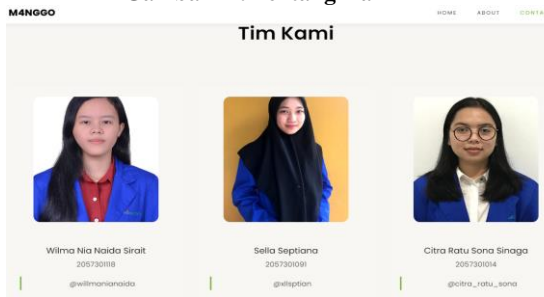 M4NGGO
HOME ABOUT
Tim Kami
Wilma Nia Naida Sirait
2057301118
@willmanianaida
Sella Septiana
2057301091
@xllsptian
Citra Ratu Sona Sinaga
2057301014
@citra_ratu_sona